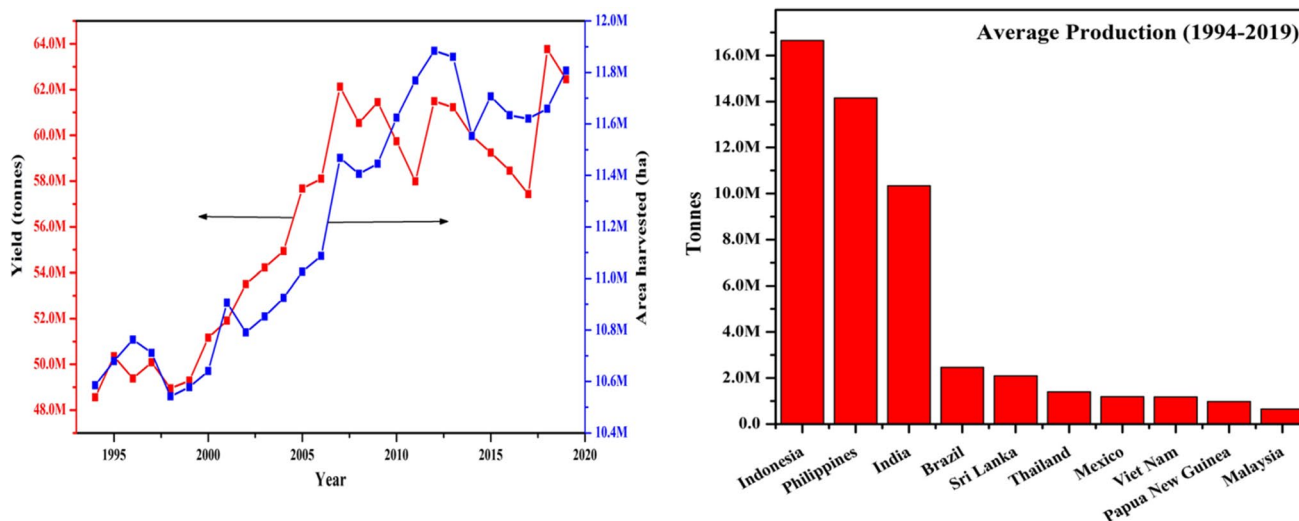 64.0M
62.0M
60.0M
58.0M
56.0M
54.0M
52.0M
50.0M
48.0M
Yield (tonnes)
12.0M
11.8M
11.6M
11.4M
11.2M
11.0M
10.8M
10.6M
10.4M
Area harvested (ha)
1995 2000 2005 2010 2015 2020
Year
Average Production (1994-2019)
16.0M
14.0M
12.0M
10.0M
8.0M
6.0M
4.0M
2.0M
0.0
Tonnes
Indonesia
Philippines
India
Brazil
Sri Lanka
Thailand
Mexico
Viet Nam
Papua New Guinea
Malaysia